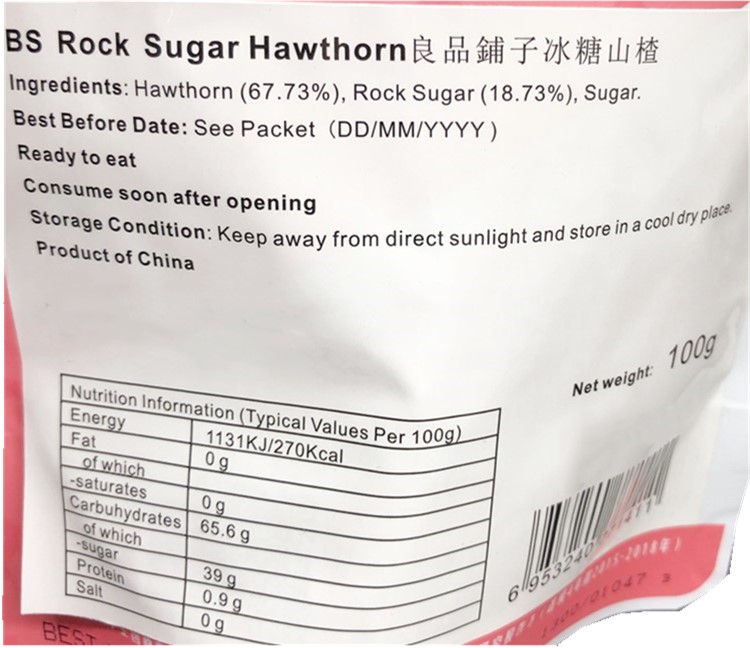 BS Rock Sugar Hawthorn良品鋪子冰糖山楂
Ingredients: Hawthorn (67.73%), Rock Sugar (18.73%), Sugar.
Best Before Date: See Packet (DD/MM/YYYY)
Ready to eat
Consume soon after opening
Storage Condition: Keep away from direct sunlight and store in a cool dry place.
Product of China
Net weight: 100g
Nutrition Information (Typical Values Per 100g)
Energy 1131KJ/270Kcal
Fat 0 g
of which
-saturates 0 g
Carbuhydrates 65.6 g
of which
-sugar 39 g
Protein 0.9 g
Salt 0 g
6 953240
BEST